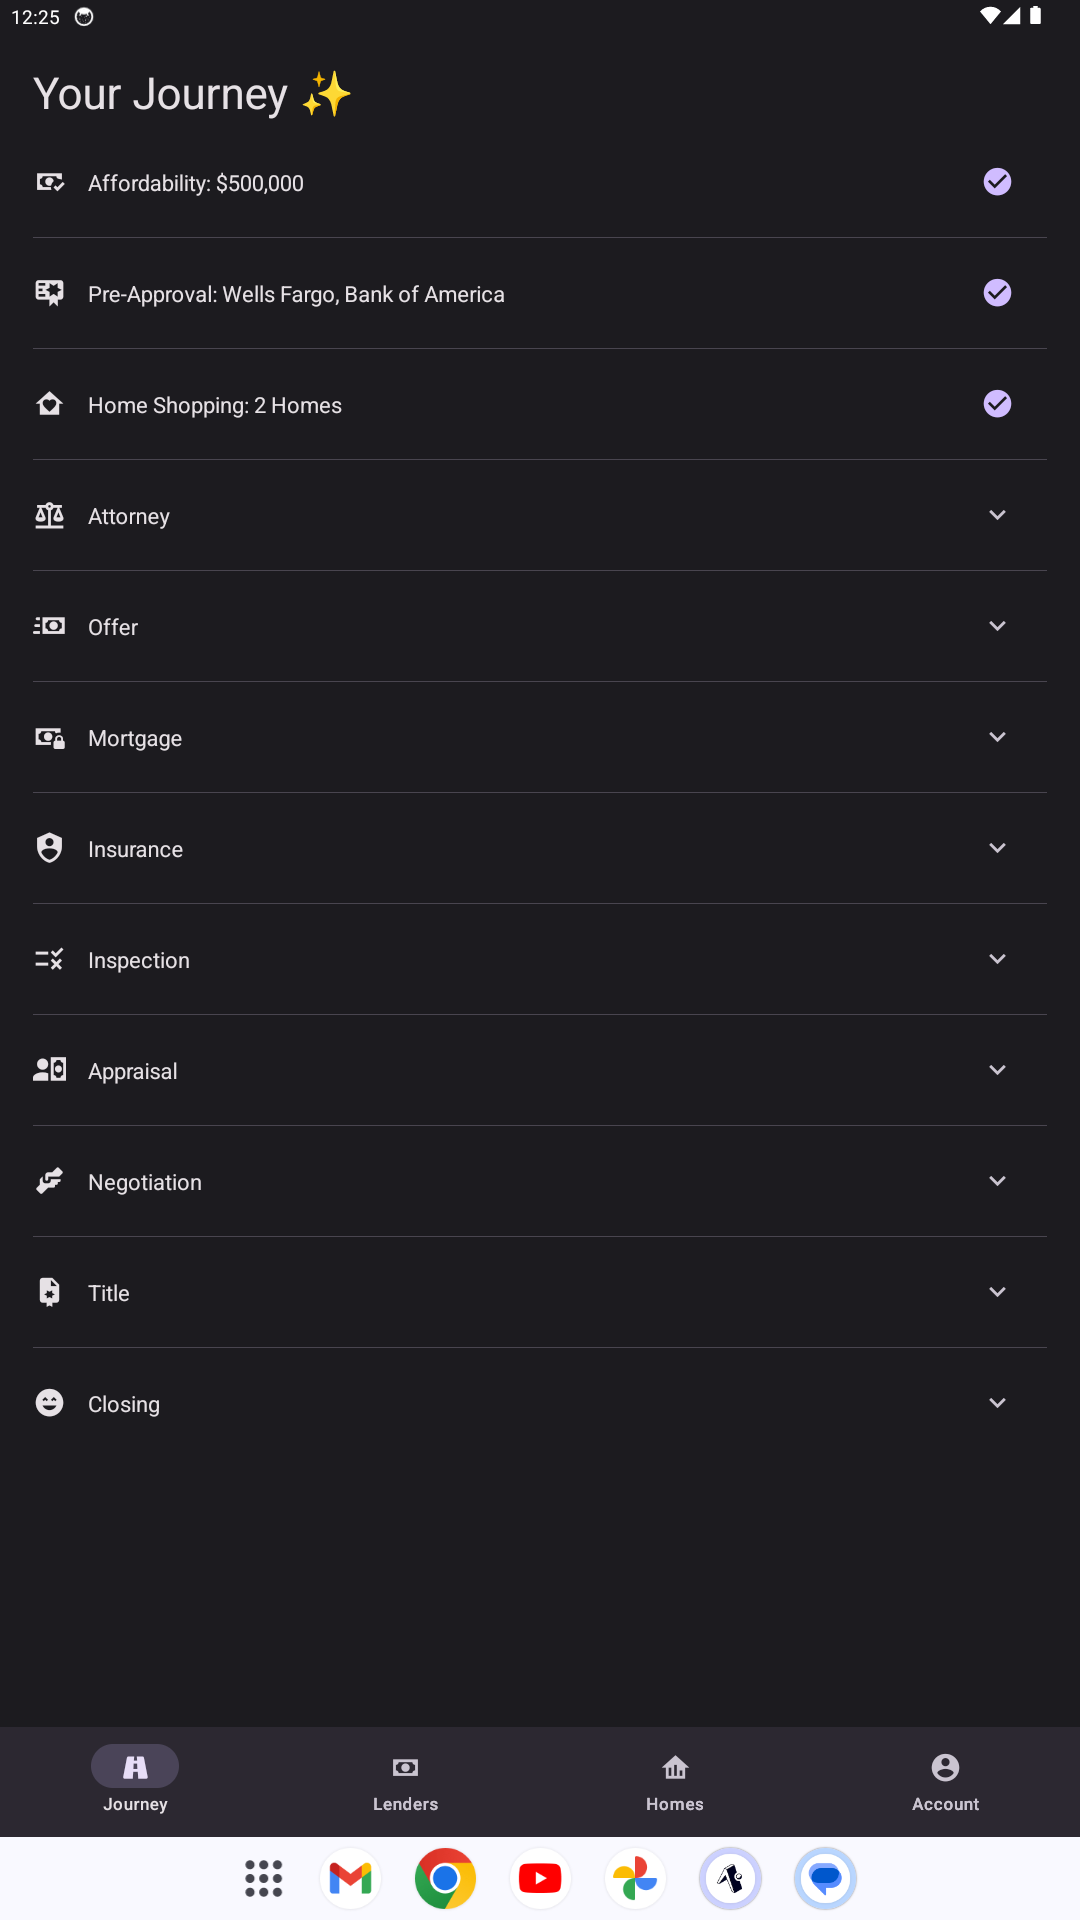 12:25
Your Journey ✨
Affordability: $500,000
Pre-Approval: Wells Fargo, Bank of America
Home Shopping: 2 Homes
Attorney
Offer
Mortgage
Insurance
Inspection
Appraisal
Negotiation
Title
Closing
Journey
Lenders
Homes
Account